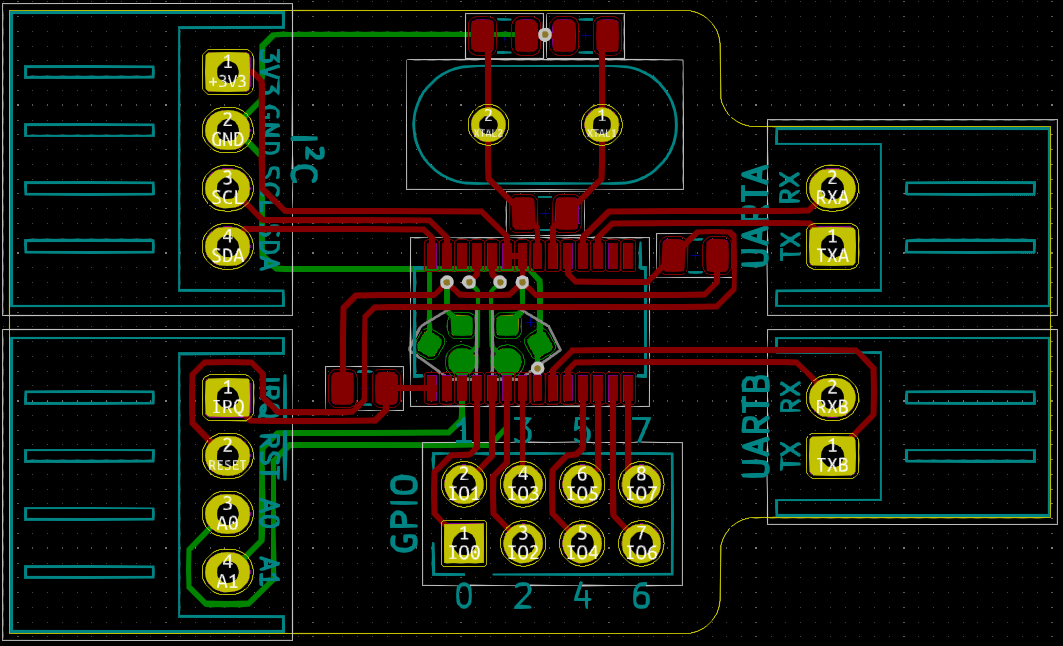 1
+3V3
2
GND
3
SCL
4
SDA
3V3 GND SCL SDA
I²C
2
XTAL2
1
XTAL1
UARTA
RX
TX
2
RXA
1
TXA
1
IRQ
2
RESET
3
A0
4
A1
IRQ RST A0 A1
UARTB
RX
TX
2
RXB
1
TXB
GPIO
1 3 5 7
2 4 6 8
IO1 IO3 IO5 IO7
1 3 5 7
IO0 IO2 IO4 IO6
0 2 4 6